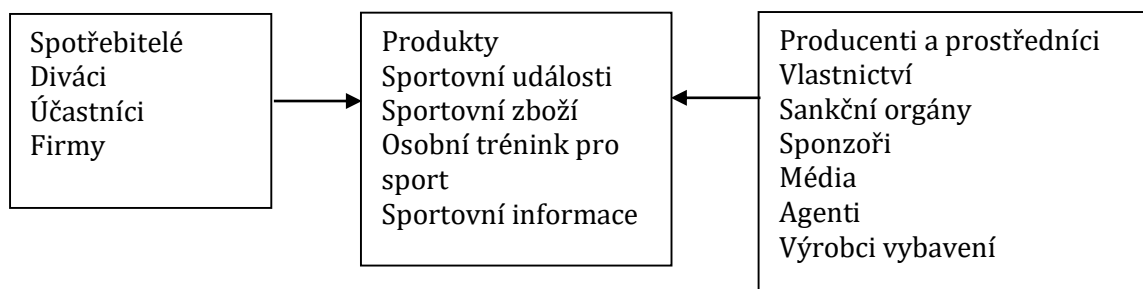 Spotřebitelé
Diváci
Účastníci
Firmy
Produkty
Sportovní události
Sportovní zboží
Osobní trénink pro
sport
Sportovní informace
Producenti a prostředníci
Vlastnictví
Sankční orgány
Sponzoři
Média
Agenti
Výrobci vybavení